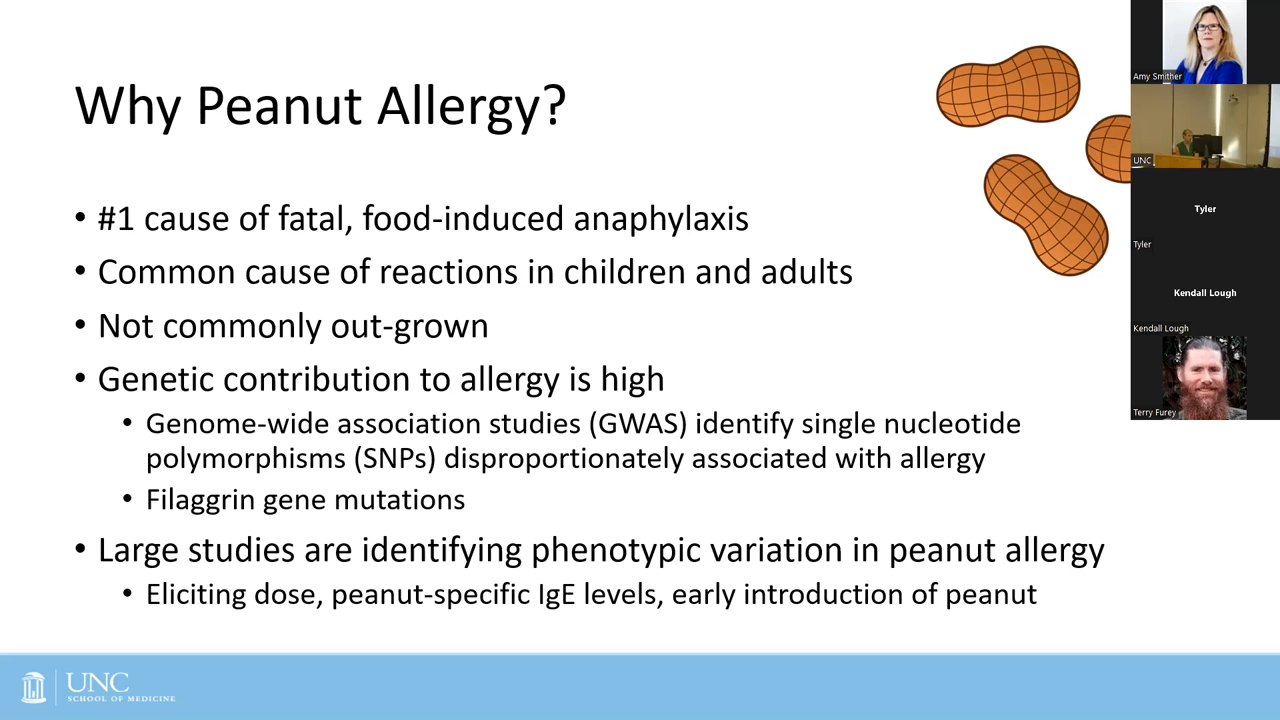 Why Peanut Allergy?
• #1 cause of fatal, food-induced anaphylaxis
• Common cause of reactions in children and adults
• Not commonly out-grown
• Genetic contribution to allergy is high
• Genome-wide association studies (GWAS) identify single nucleotide
polymorphisms (SNPs) disproportionately associated with allergy
• Filaggrin gene mutations
• Large studies are identifying phenotypic variation in peanut allergy
• Eliciting dose, peanut-specific IgE levels, early introduction of peanut
UNC
SCHOOL OF MEDICINE
Amy Smither
UNC
Tyler
Tyler
Kendall Lough
Kendall Lough
Terry Furey